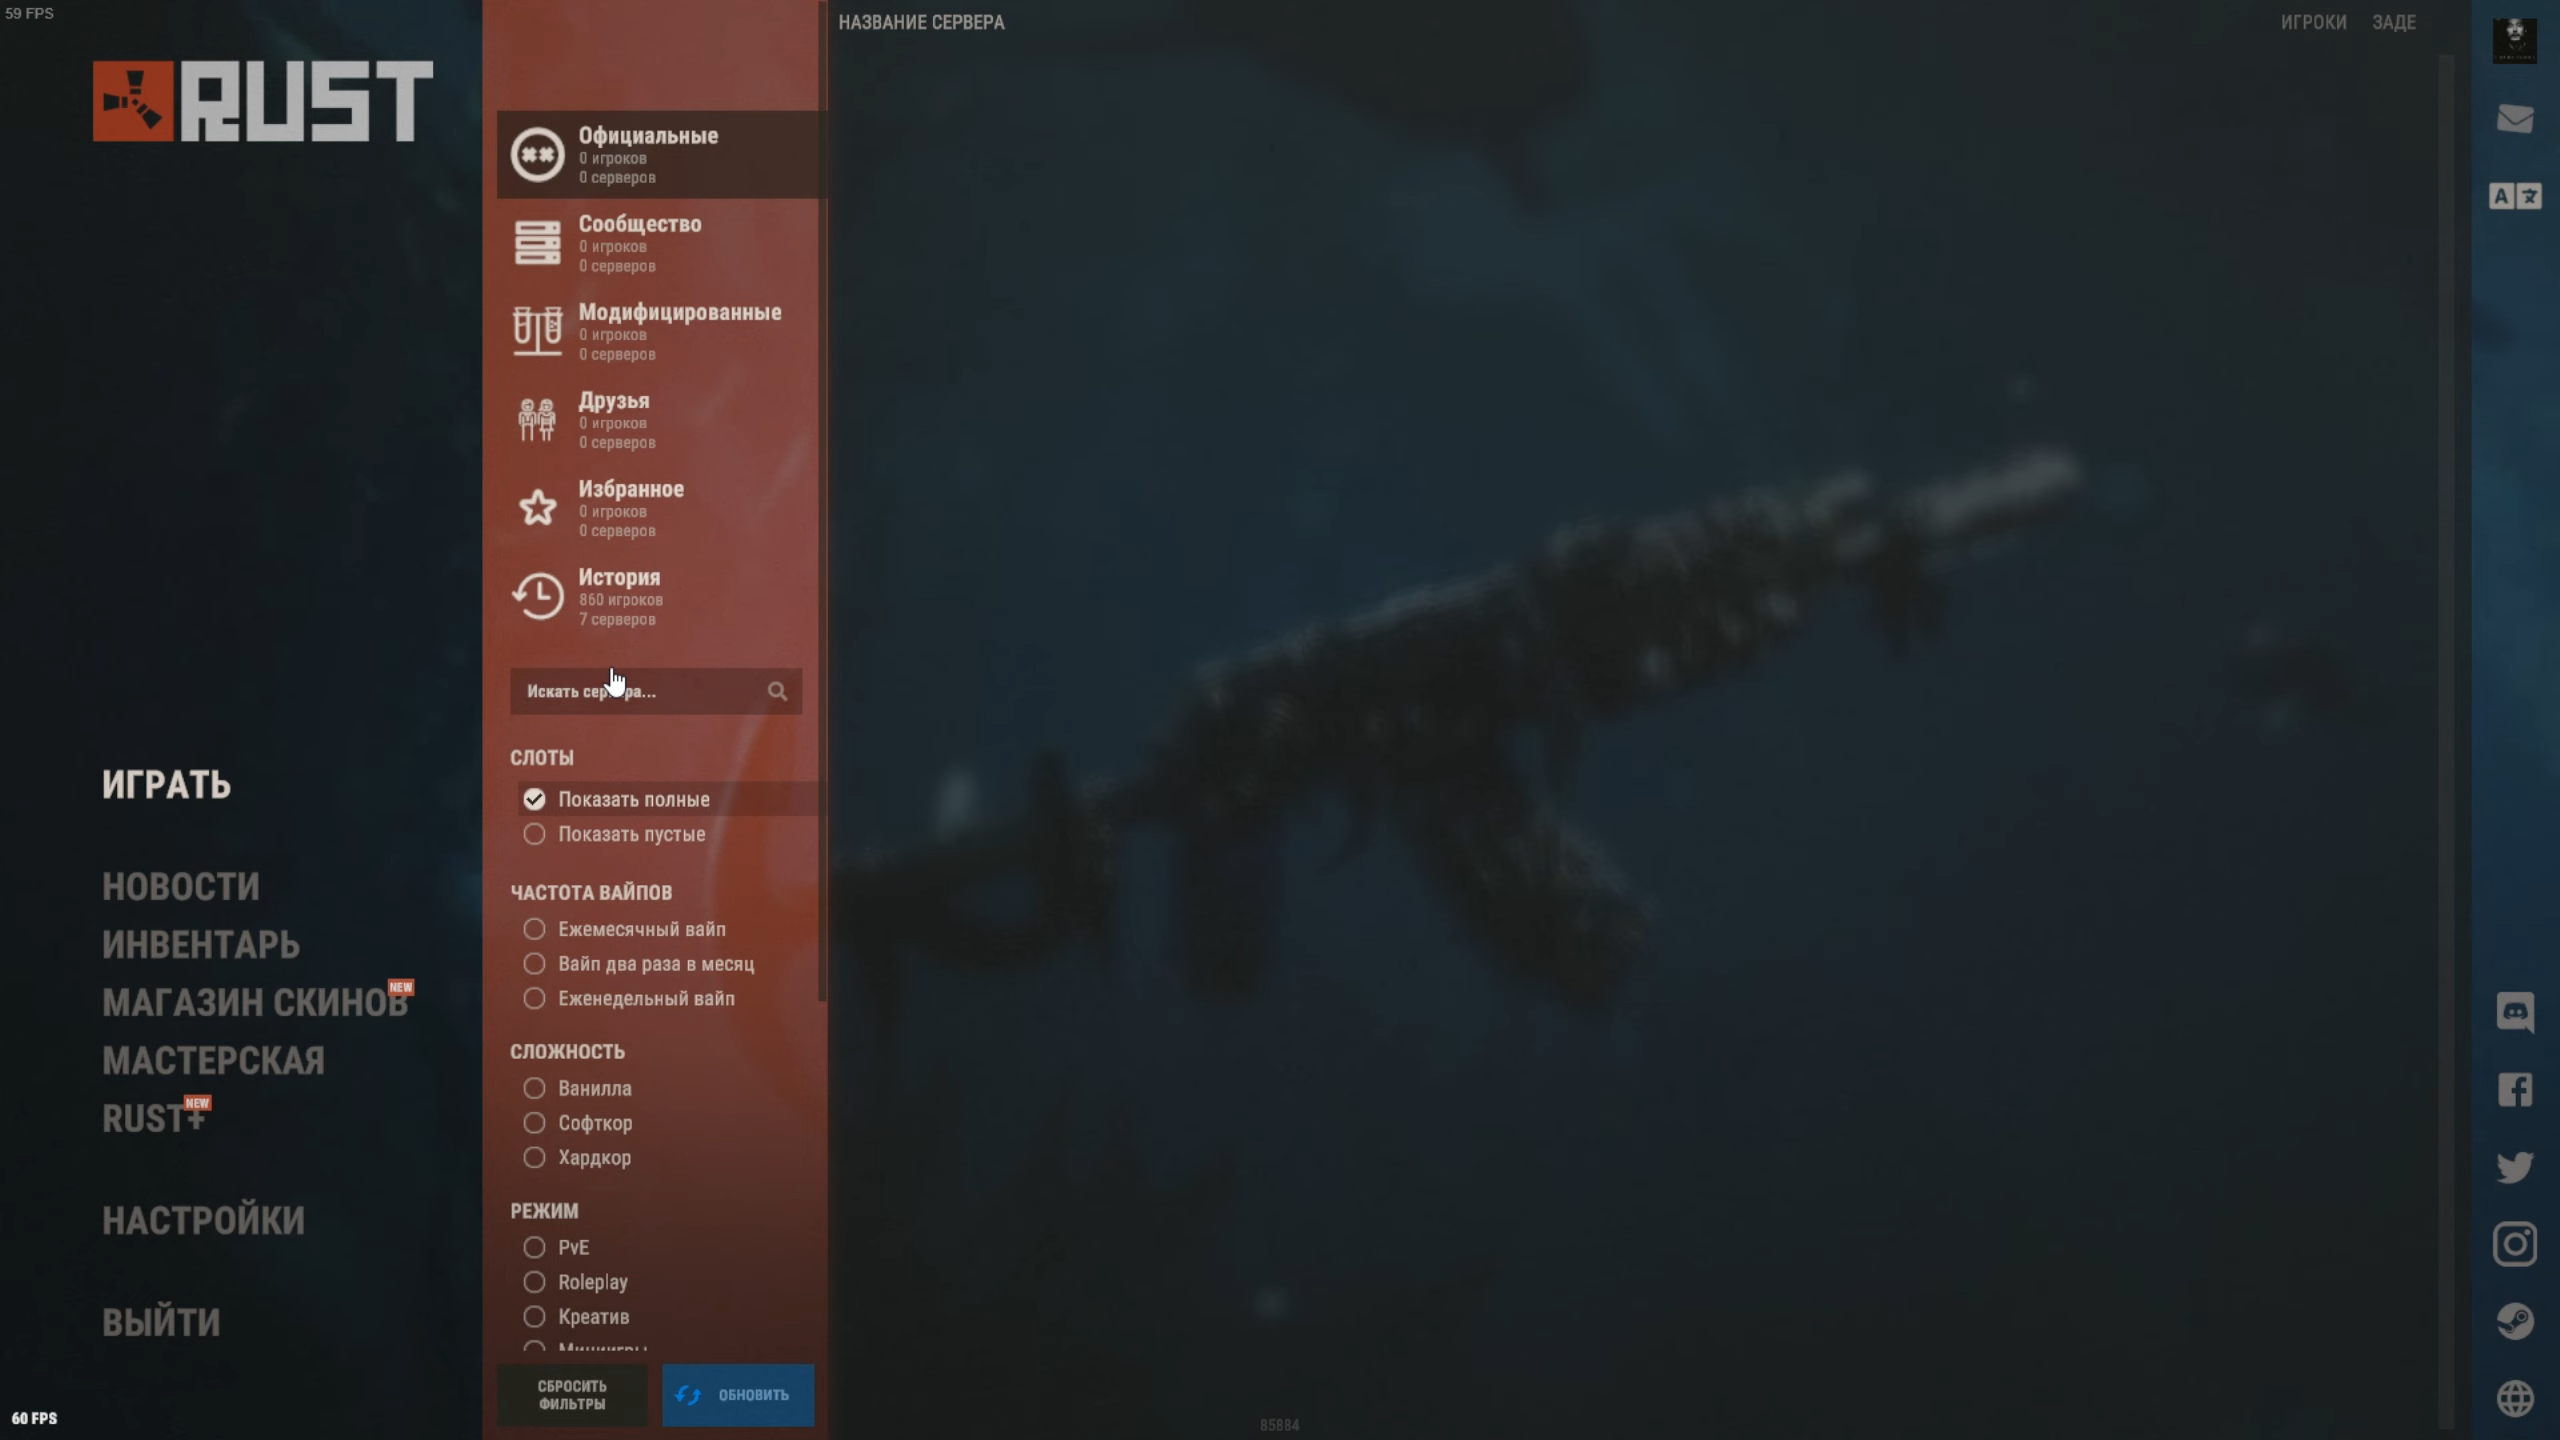 59 FPS
RUST
ИГРАТЬ
НОВОСТИ
ИНВЕНТАРЬ
МАГАЗИН СКИНОВ
NEW
МАСТЕРСКАЯ
RUST+
NEW
НАСТРОЙКИ
ВЫЙТИ
60 FPS
Официальные
0 игроков
0 серверов
Сообщество
0 игроков
0 серверов
Модифицированные
0 игроков
0 серверов
Друзья
0 игроков
0 серверов
Избранное
0 игроков
0 серверов
История
860 игроков
7 серверов
Искать сервера...
СЛОТЫ
Показать полные
Показать пустые
ЧАСТОТА ВАЙПОВ
Ежемесячный вайп
Вайп два раза в месяц
Еженедельный вайп
СЛОЖНОСТЬ
Ванилла
Софткор
Хардкор
РЕЖИМ
PvE
Roleplay
Креатив
Миниигры
СБРОСИТЬ
ФИЛЬТРЫ
ОБНОВИТЬ
НАЗВАНИЕ СЕРВЕРА
ИГРОКИ ЗАДЕ
A
85884